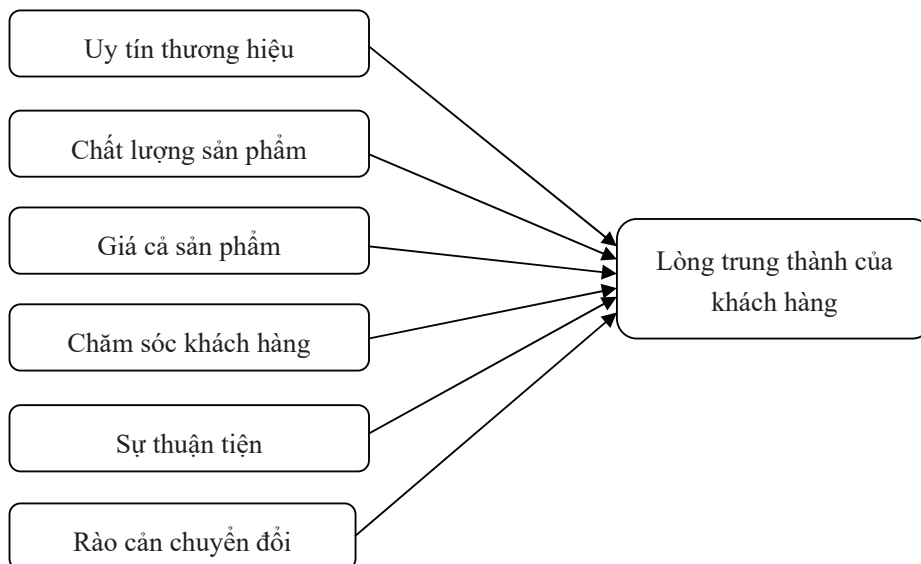 Uy tín thương hiệu
Chất lượng sản phẩm
Giá cả sản phẩm
Chăm sóc khách hàng
Sự thuận tiện
Rào cản chuyển đổi
Lòng trung thành của
khách hàng